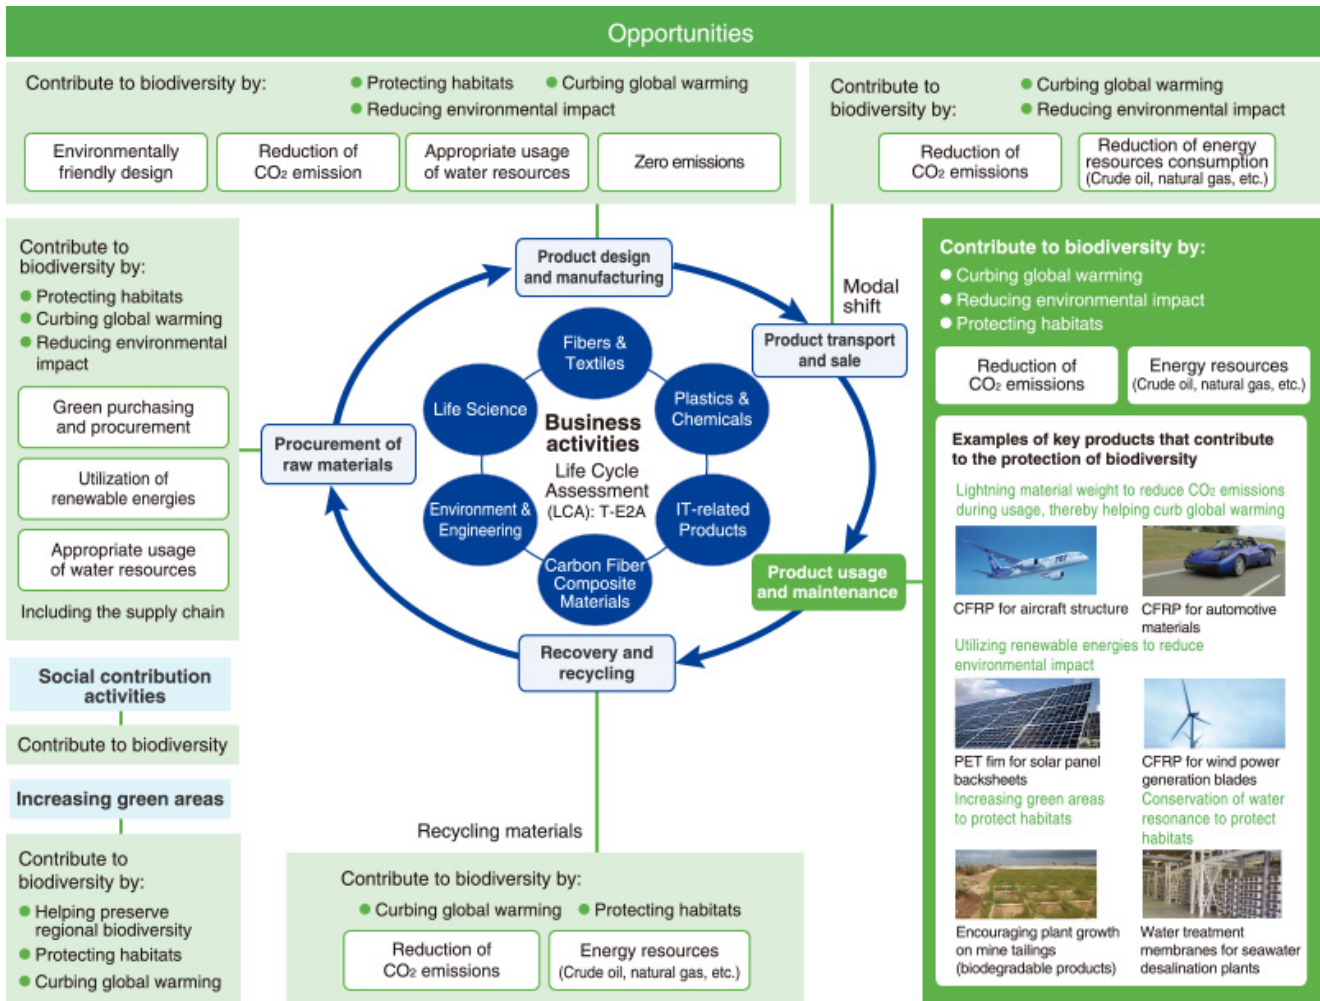 Opportunities
Contribute to biodiversity by:
Protecting habitats
Curbing global warming
Reducing environmental impact
Environmentally
friendly design
Reduction of
CO2 emission
Appropriate usage
of water resources
Zero emissions
Contribute to
biodiversity by:
Curbing global warming
Reducing environmental impact
Reduction of
CO2 emissions
Reduction of energy
resources consumption
(Crude oil, natural gas, etc.)
Contribute to
biodiversity by:
Protecting habitats
Curbing global warming
Reducing environmental
impact
Green purchasing
and procurement
Utilization of
renewable energies
Appropriate usage
of water resources
Including the supply chain
Social contribution
activities
Contribute to biodiversity
Increasing green areas
Contribute to
biodiversity by:
Helping preserve
regional biodiversity
Protecting habitats
Curbing global warming
Product design
and manufacturing
Modal
shift
Product transport
and sale
Procurement of
raw materials
Product usage
and maintenance
Recovery and
recycling
Fibers &
Textiles
Life Science
Plastics &
Chemicals
Business
activities
Life Cycle
Assessment
(LCA): T-E2A
Environment &
Engineering
IT-related
Products
Carbon Fiber
Composite
Materials
Recycling materials
Contribute to biodiversity by:
Curbing global warming
Protecting habitats
Reduction of
CO2 emissions
Energy resources
(Crude oil, natural gas, etc.)
Contribute to biodiversity by:
Curbing global warming
Reducing environmental impact
Protecting habitats
Reduction of
CO2 emissions
Energy resources
(Crude oil, natural gas, etc.)
Examples of key products that contribute
to the protection of biodiversity
Lightning material weight to reduce CO2 emissions
during usage, thereby helping curb global warming
CFRP for aircraft structure
CFRP for automotive
materials
Utilizing renewable energies to reduce
environmental impact
PET fim for solar panel
backsheets
CFRP for wind power
generation blades
Increasing green areas
to protect habitats
Conservation of water
resonance to protect
habitats
Encouraging plant growth
on mine tailings
(biodegradable products)
Water treatment
membranes for seawater
desalination plants